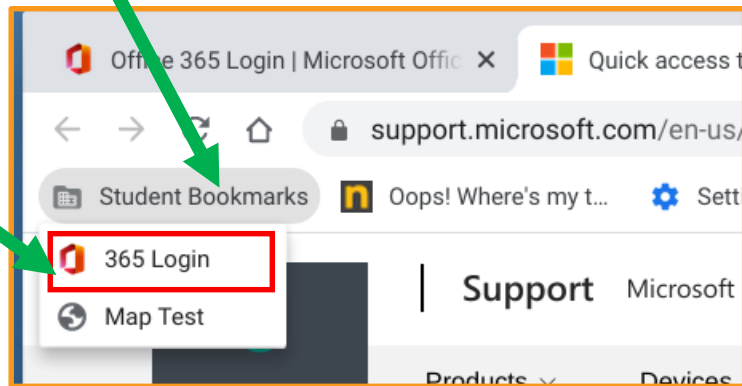 Office 365 Login | Microsoft Offic
Quick access t
support.microsoft.com/en-us/
Student Bookmarks
Oops! Where's my t...
Sett
365 Login
Map Test
Support
Microsoft
Products
Devices